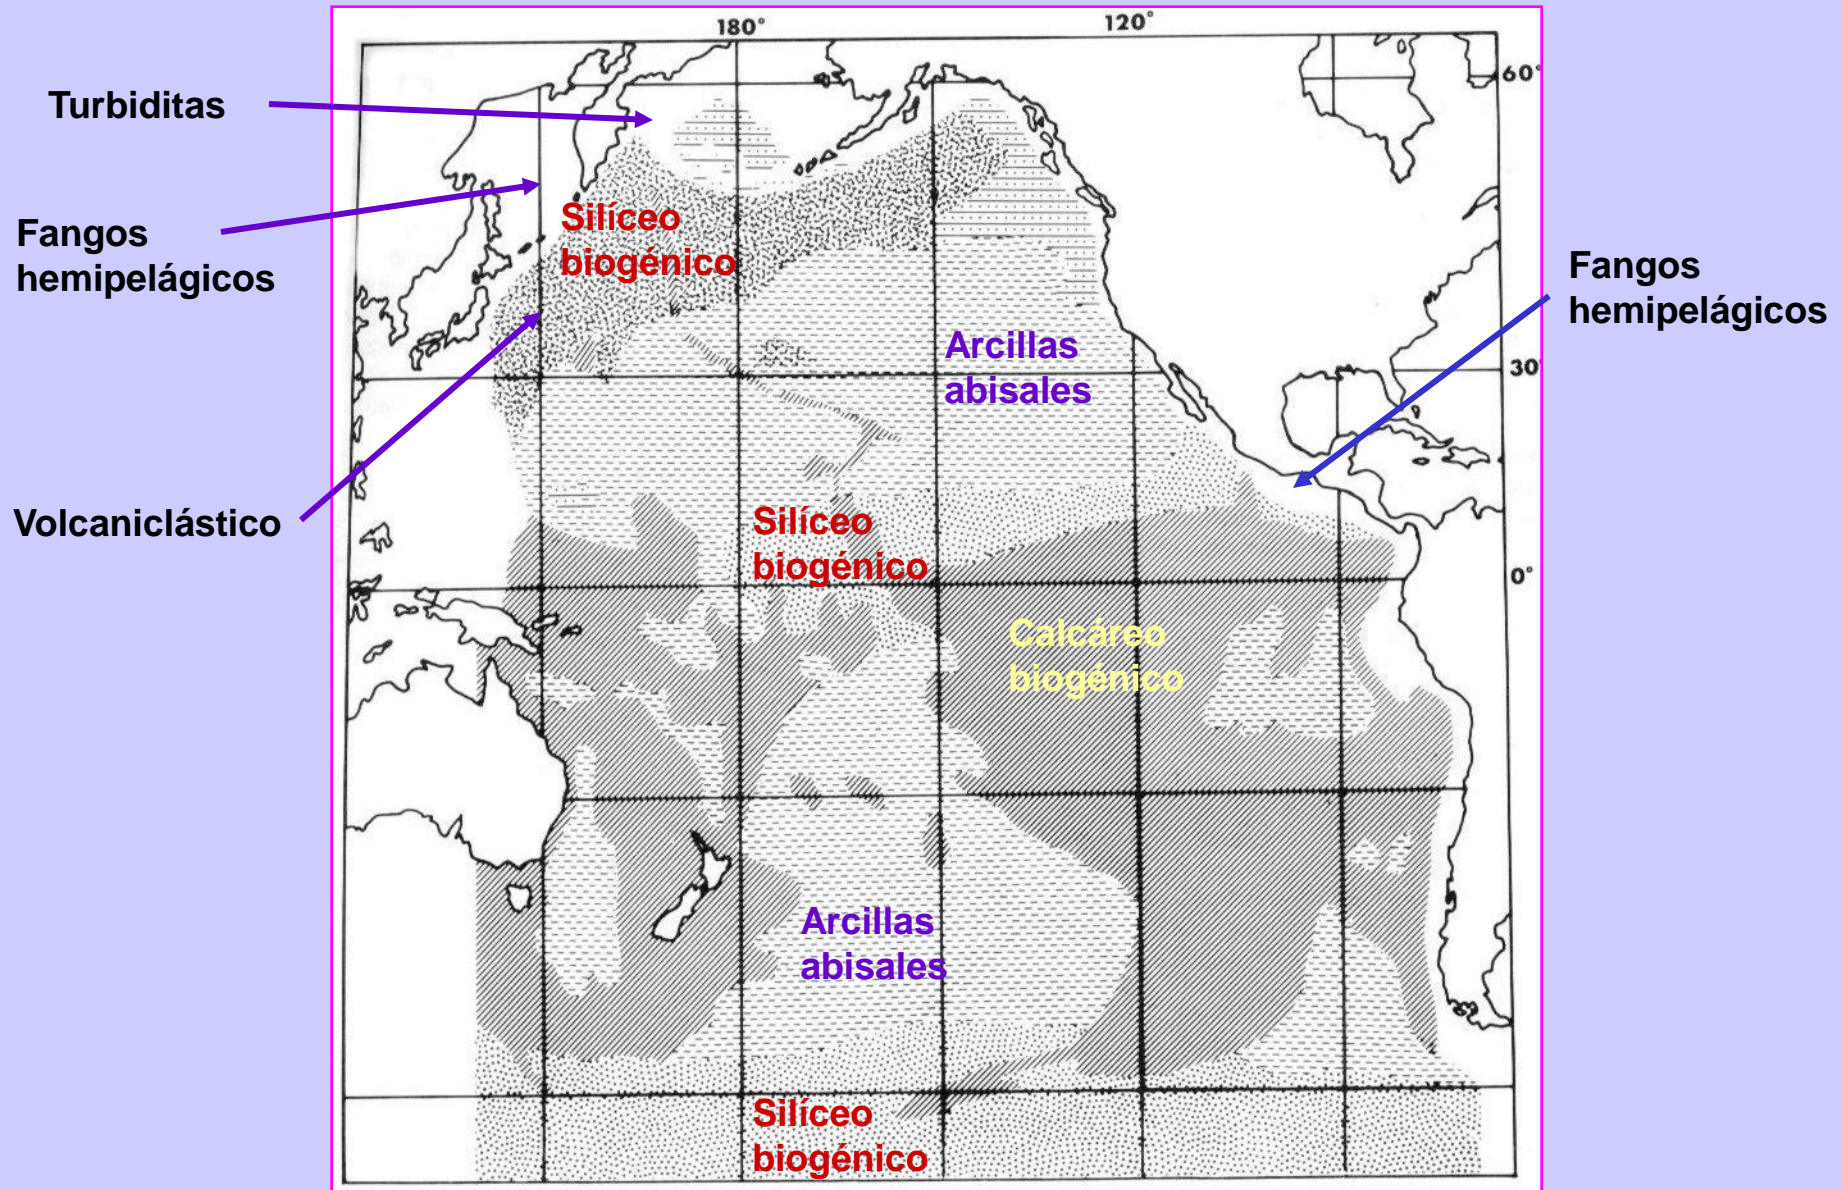 180°
120°
60°
Turbiditas
Silíceo
biogénico
Fangos
hemipelágicos
Fangos
hemipelágicos
Arcillas
abisales
30°
Volcaniclástico
Silíceo
biogénico
0°
Calcáreo
biogénico
Arcillas
abisales
Silíceo
biogénico